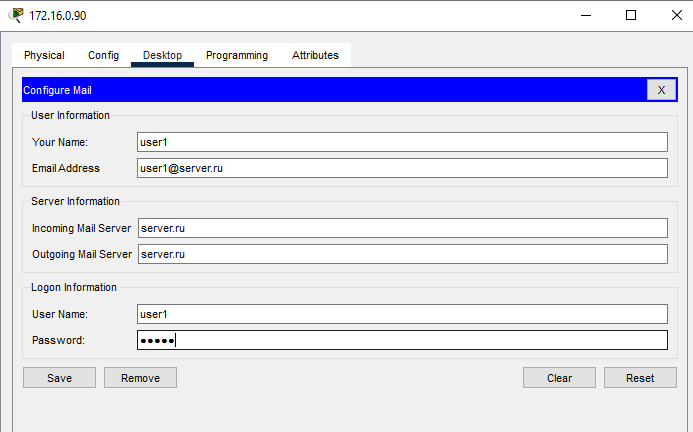 172.16.0.90
Physical Config Desktop Programming Attributes
Configure Mail X
User Information
Your Name: user1
Email Address user1@server.ru
Server Information
Incoming Mail Server server.ru
Outgoing Mail Server server.ru
Logon Information
User Name: user1
Password: ●●●●●
Save Remove Clear Reset